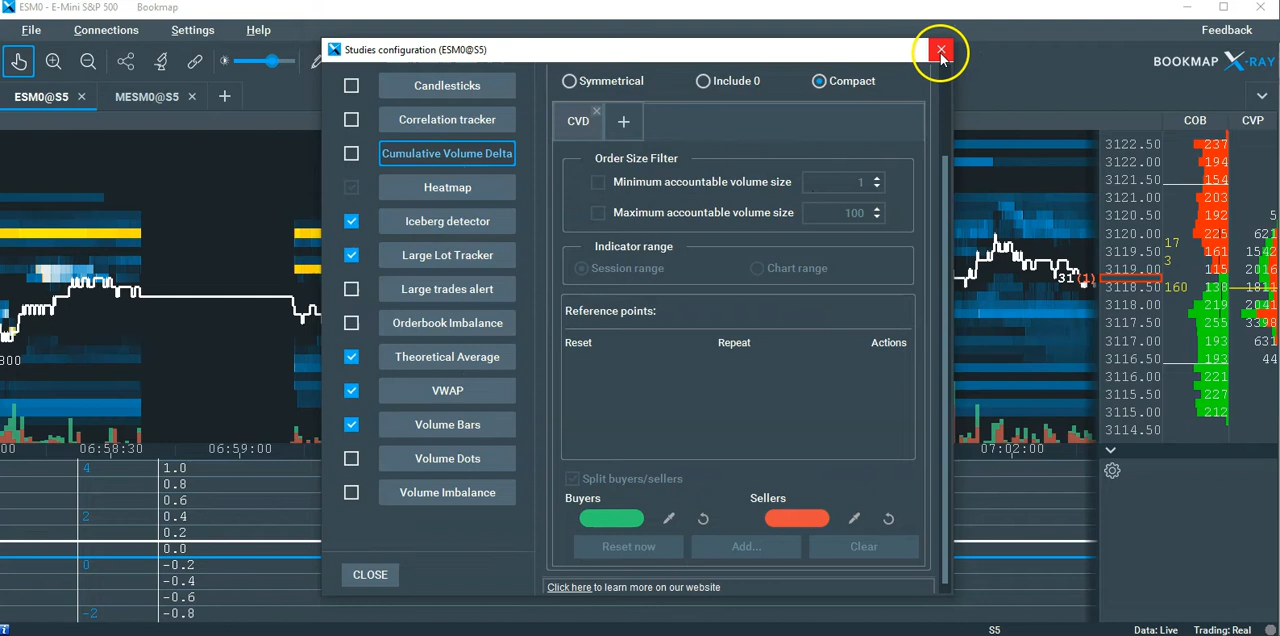 ESM0 - E-Mini S&P 500 Bookmap
File Connections Settings Help Feedback
BOOKMAP X-RAY
ESM0@S5 × MESM0@S5 × +
Studies configuration (ESM0@S5)
Candlesticks
Correlation tracker
Cumulative Volume Delta
Heatmap
Iceberg detector
Large Lot Tracker
Large trades alert
Orderbook Imbalance
Theoretical Average
VWAP
Volume Bars
Volume Dots
Volume Imbalance
CLOSE
Symmetrical Include 0 Compact
CVD +
Order Size Filter
Minimum accountable volume size 1
Maximum accountable volume size 100
Indicator range
Session range Chart range
Reference points:
Reset Repeat Actions
Split buyers/sellers
Buyers Sellers
Reset now Add... Clear
Click here to learn more on our website
COB CVP
3122.50 237
3122.00 194
3121.50 154
3121.00 203
3120.50 192 5
3120.00 225 621
17 3119.50 161 1542
3 3119.00 115 2016
31(1) 160 3118.50 138 1811
3118.00 219 2041
3117.50 255 3398
3117.00 193 631
3116.50 193 44
3116.00 221
3115.50 227
3115.00 212
3114.50
800
00 06:58:30 06:59:00 07:02:00
4 1.0
0.8
0.6
2 0.4
0.2
0.0
0 -0.2
-0.4
-0.6
-2 -0.8
S5 Data: Live Trading: Real